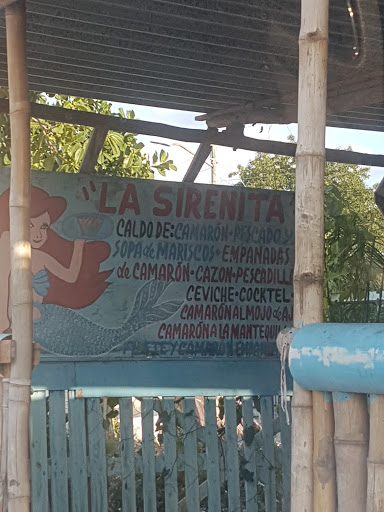 "LA SIRENITA"
CALDO DE: CAMARÓN · PESCADO Y
SOPA de MARISCOS · EMPANADAS
de CAMARÓN · CAZON · PESCADILL
CEVICHE · COCKTEL
CAMARÓN AL MOJO de A
CAMARÓN A LA MANTEQUI